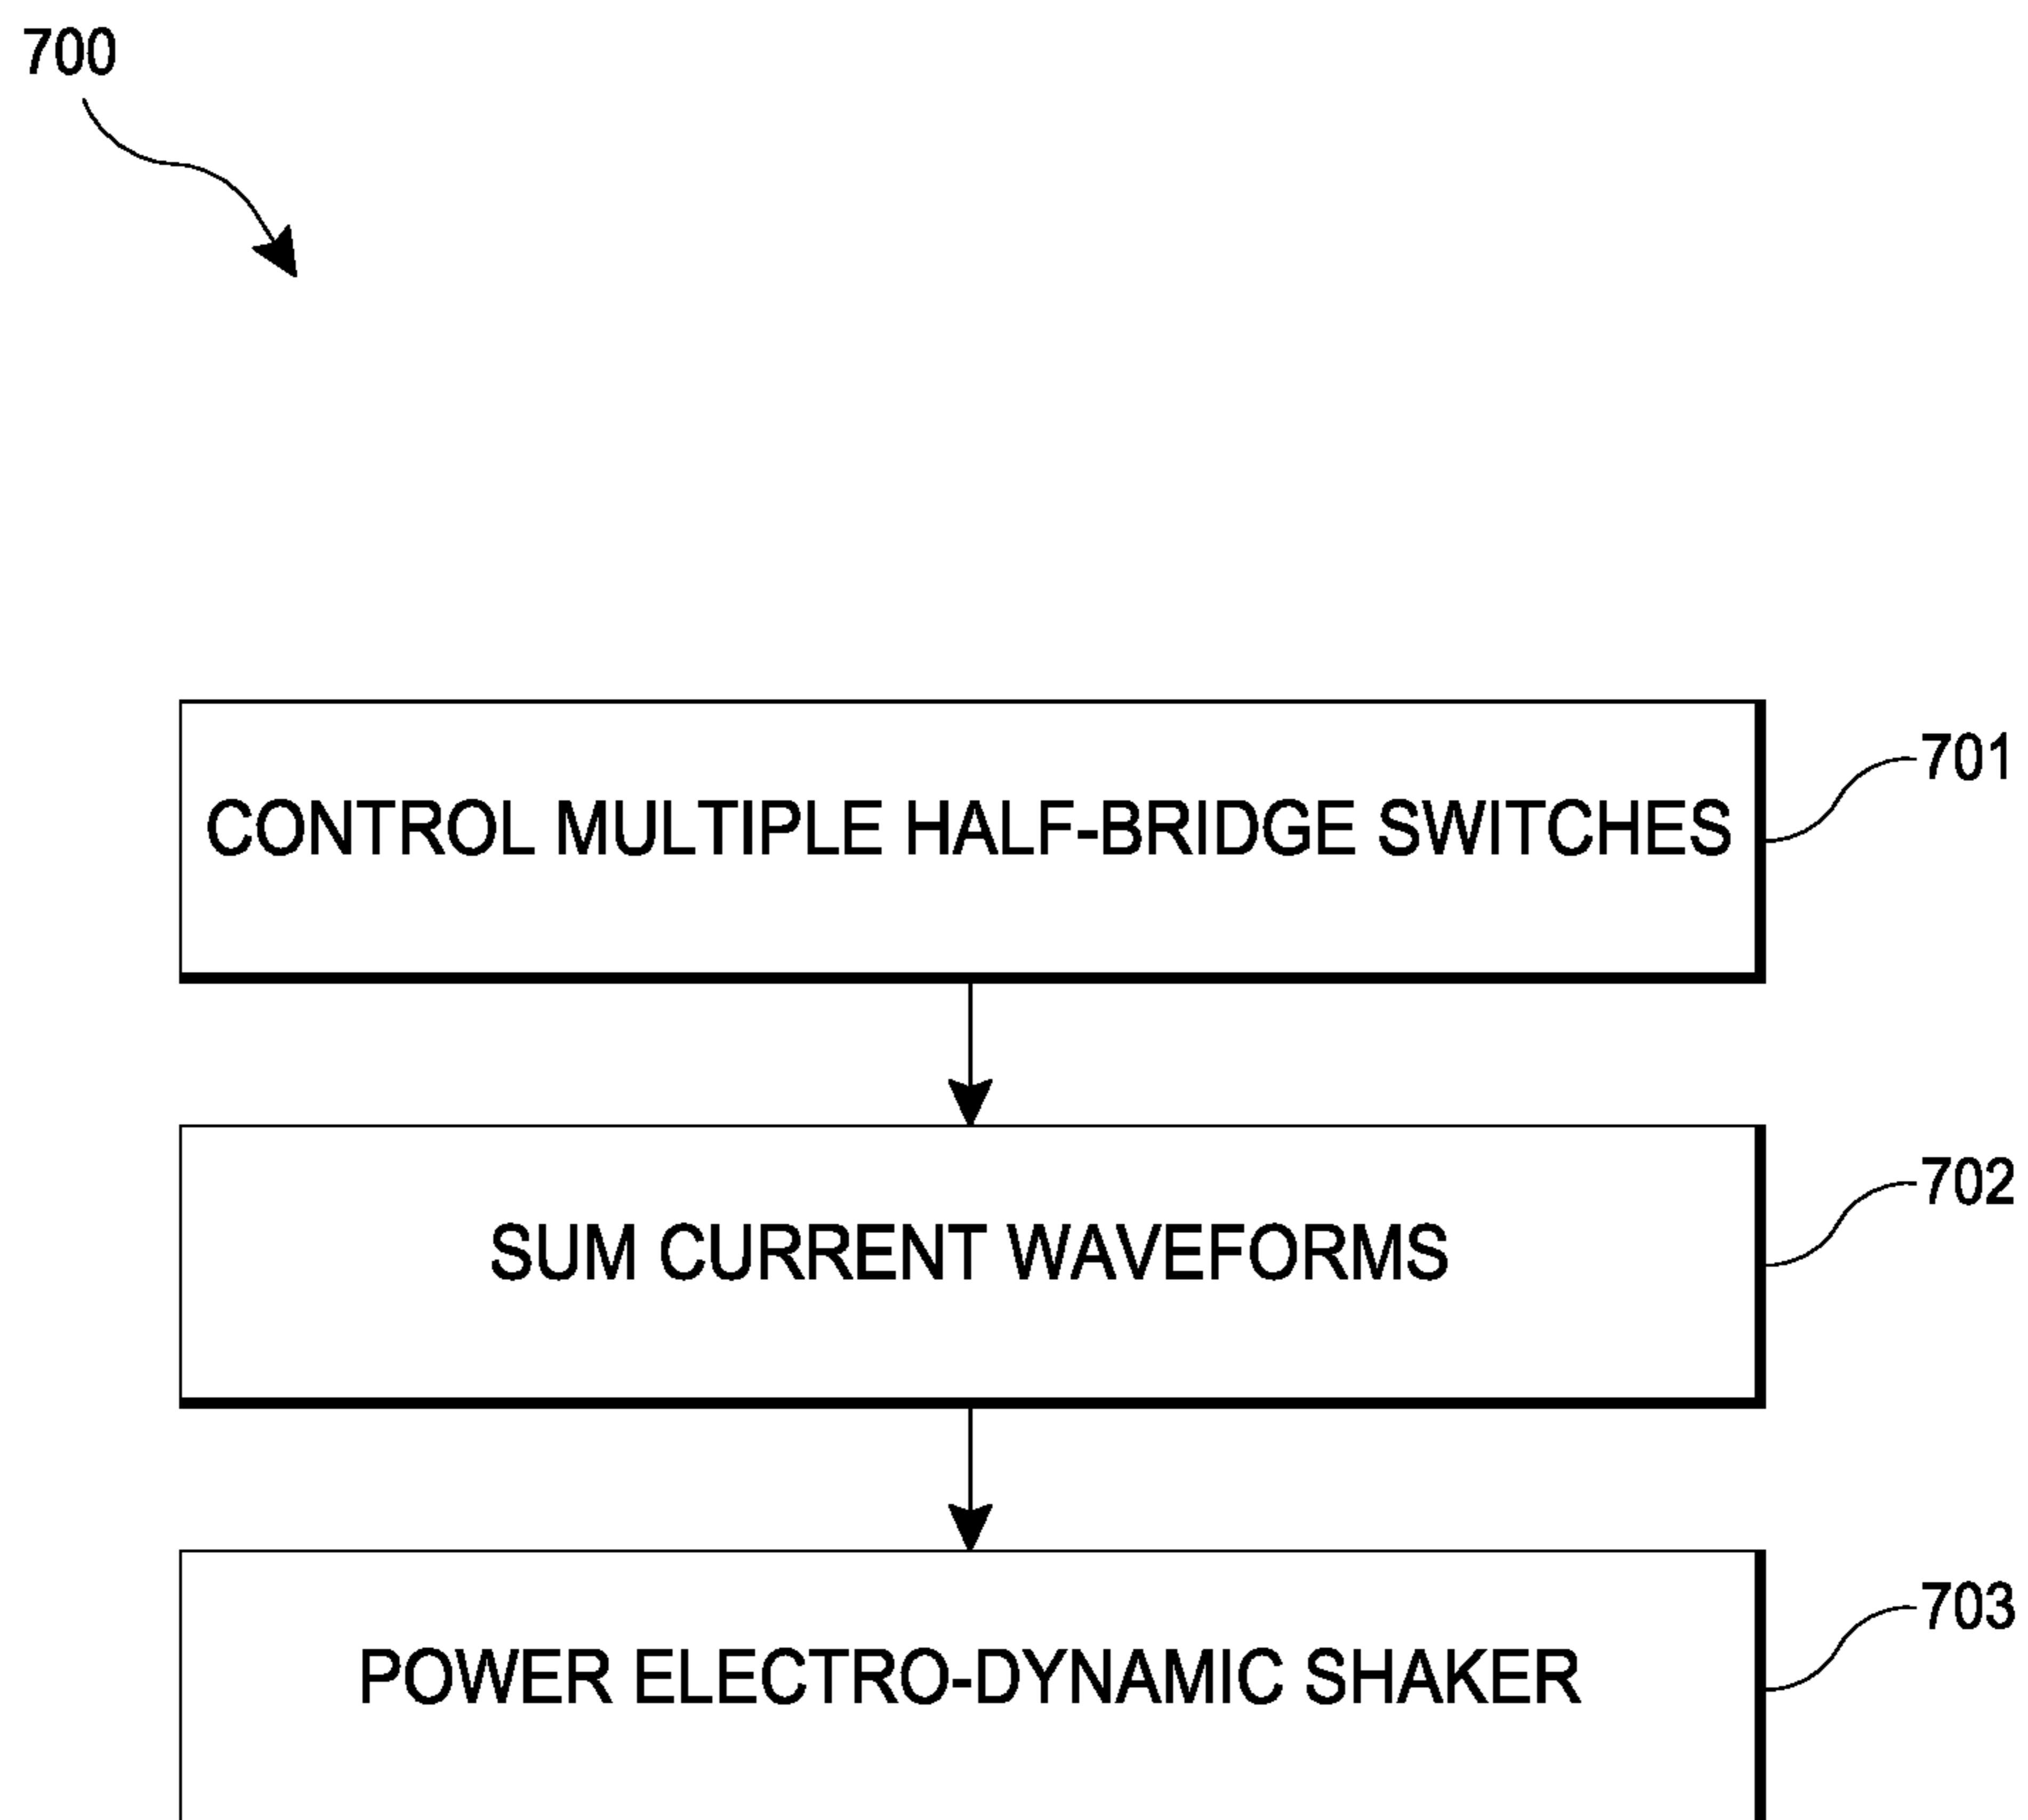 700
CONTROL MULTIPLE HALF-BRIDGE SWITCHES
701
SUM CURRENT WAVEFORMS
702
POWER ELECTRO-DYNAMIC SHAKER
703